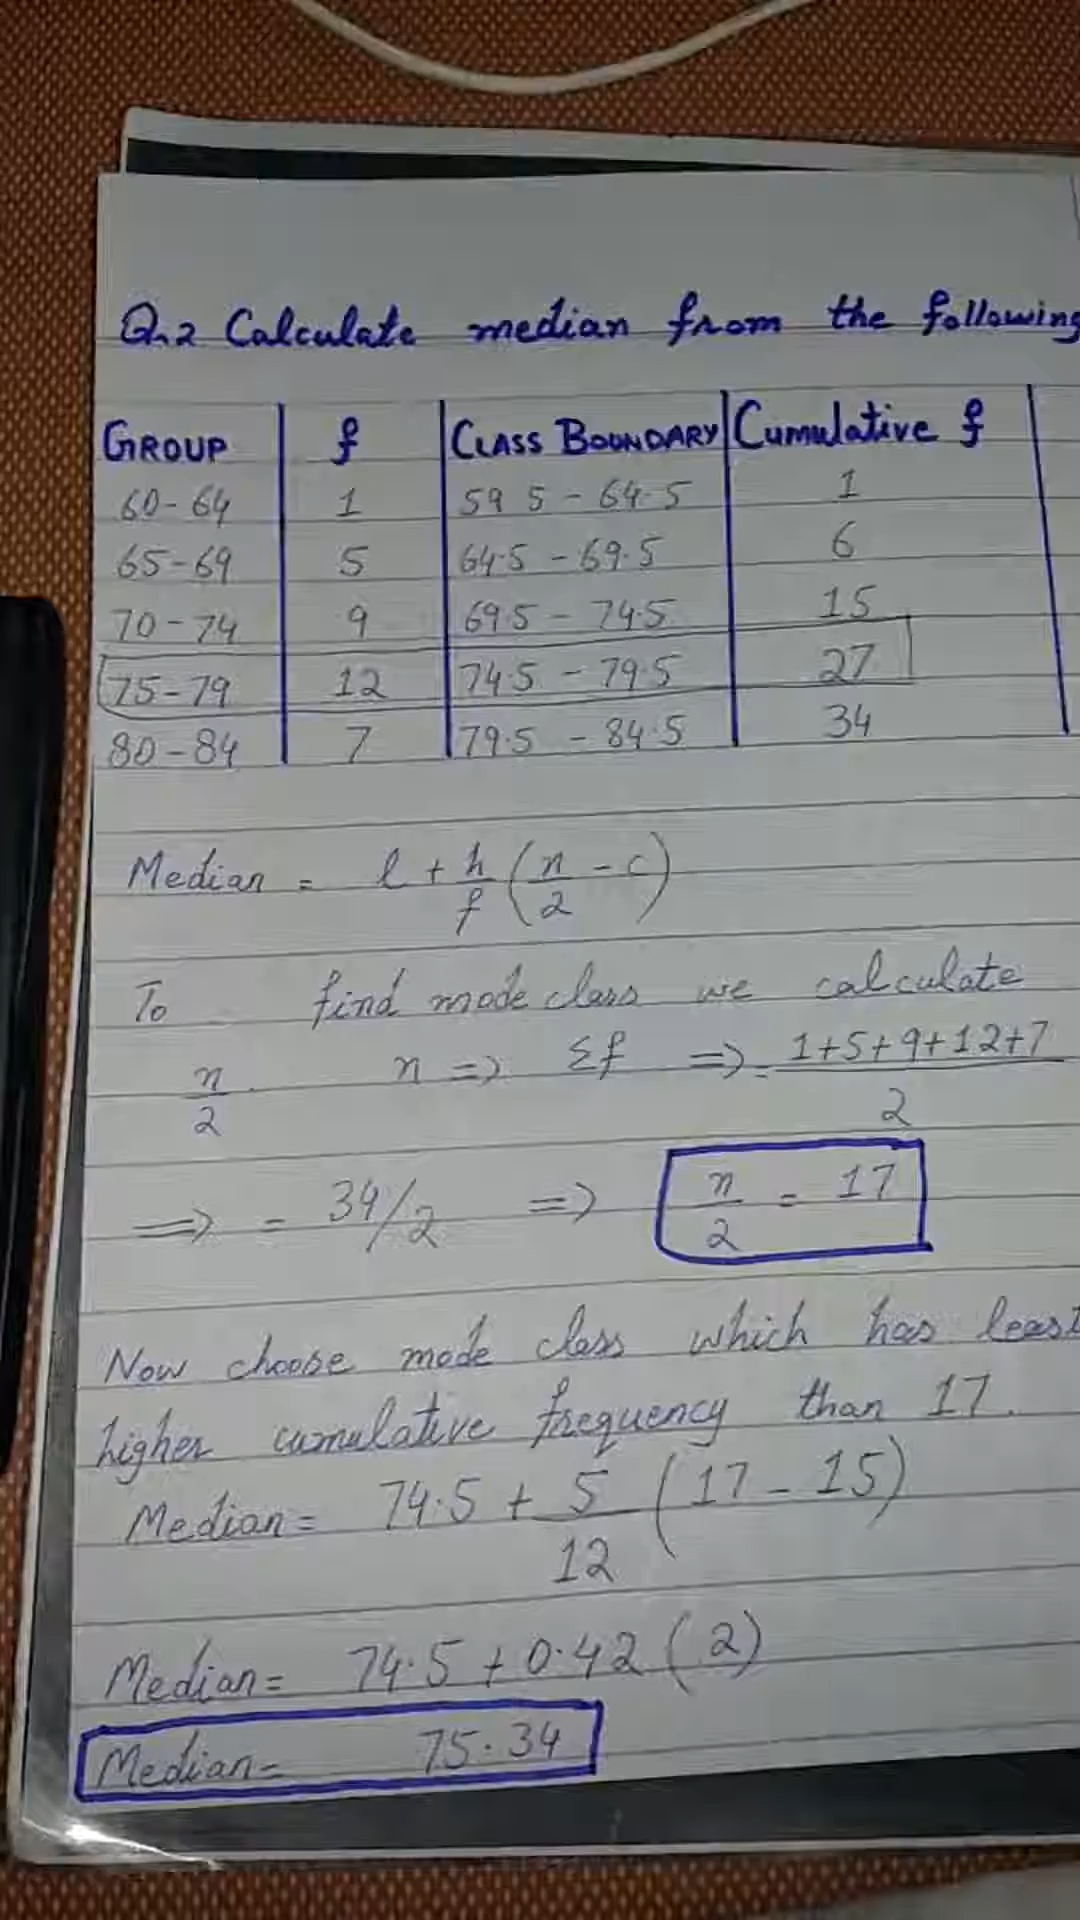 Q.2 Calculate median from the following
GROUP f CLASS BOUNDARY Cumulative f
60-64 1 59 5 - 64.5 1
65-69 5 64.5 - 69.5 6
70-74 9 69.5 - 74.5 15
75-79 12 74.5 - 79.5 27
80-84 7 79.5 - 84.5 34
Median = l + h/f (n/2 - c)
To find mode class we calculate
n/2 n => Σf => = 1+5+9+12+7/2
=> = 34/2 => n/2 = 17
Now choose mode class which has least
higher cumulative frequency than 17.
Median = 74.5 + 5/12 (17 - 15)
Median = 74.5 + 0.42 (2)
Median = 75.34